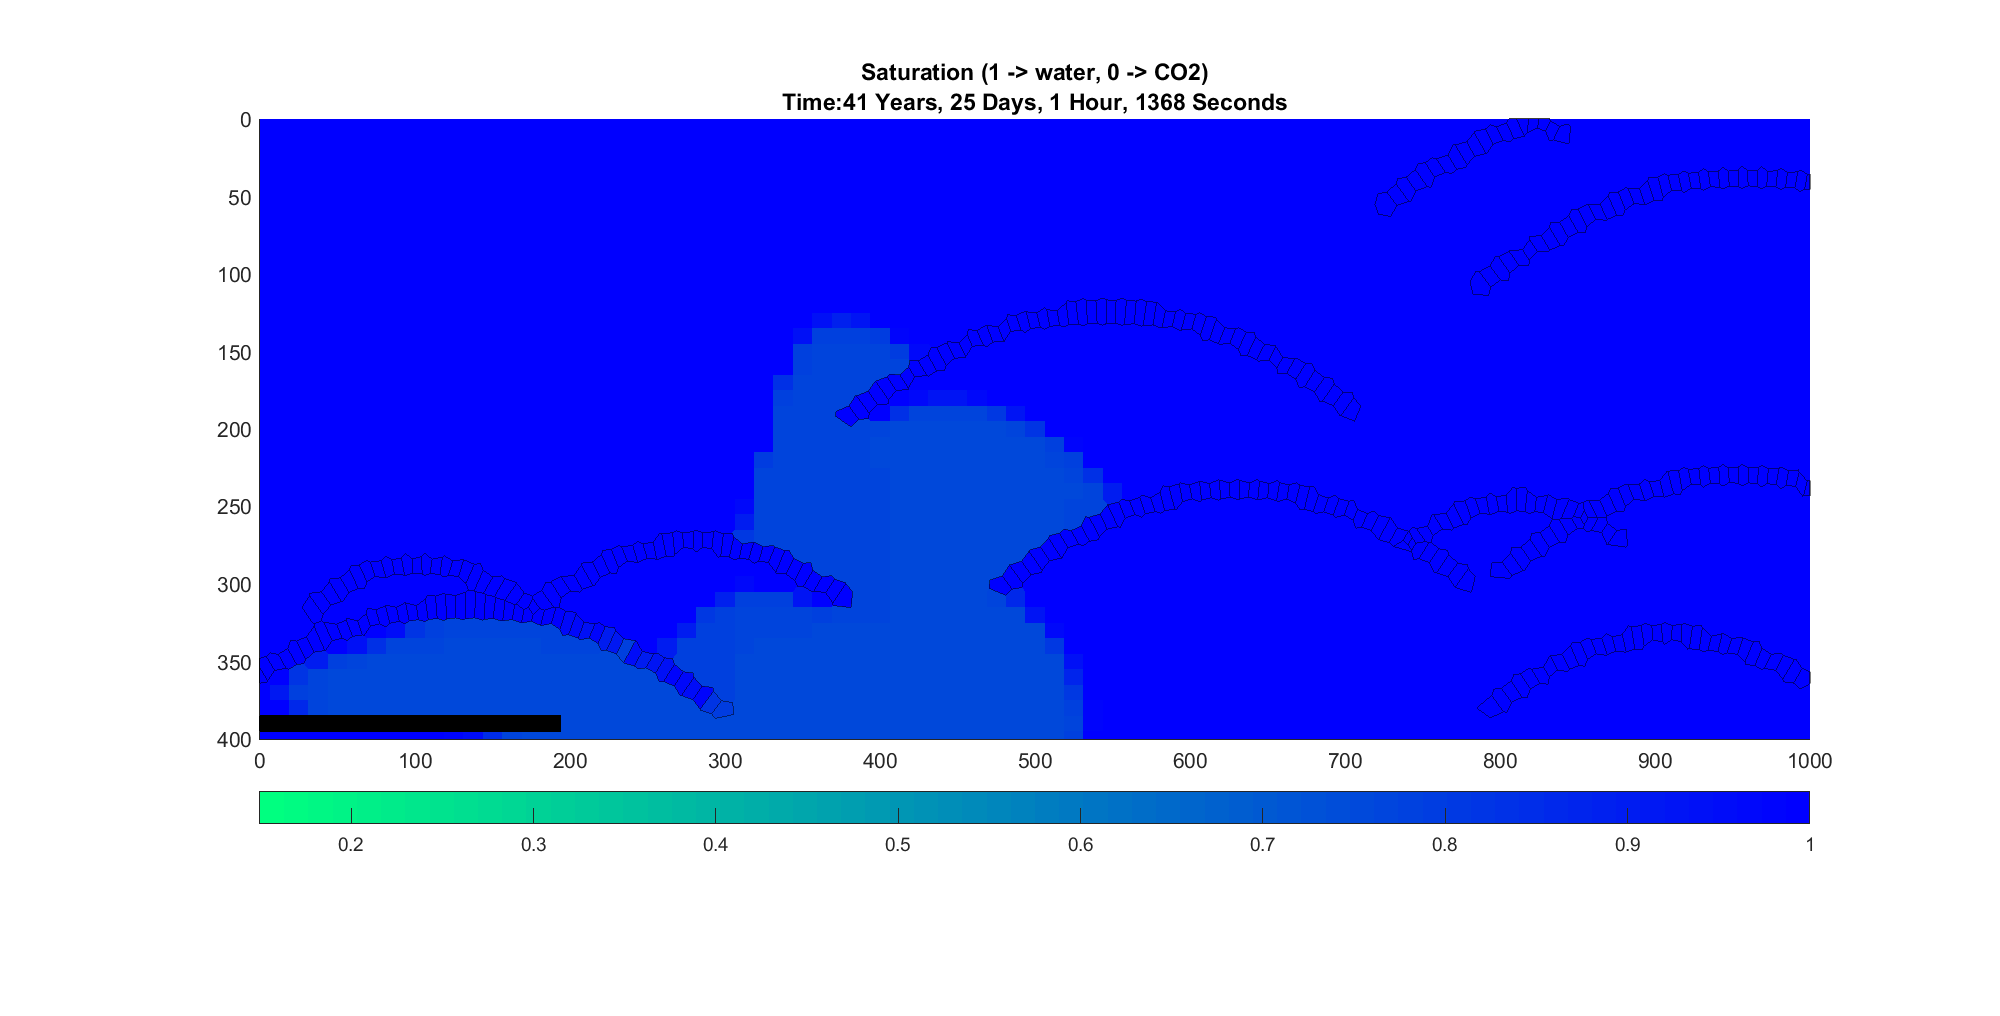 Saturation (1 -> water, 0 -> CO2)
Time:41 Years, 25 Days, 1 Hour, 1368 Seconds
0
50
100
150
200
250
300
350
400
0 100 200 300 400 500 600 700 800 900 1000
0.2 0.3 0.4 0.5 0.6 0.7 0.8 0.9 1